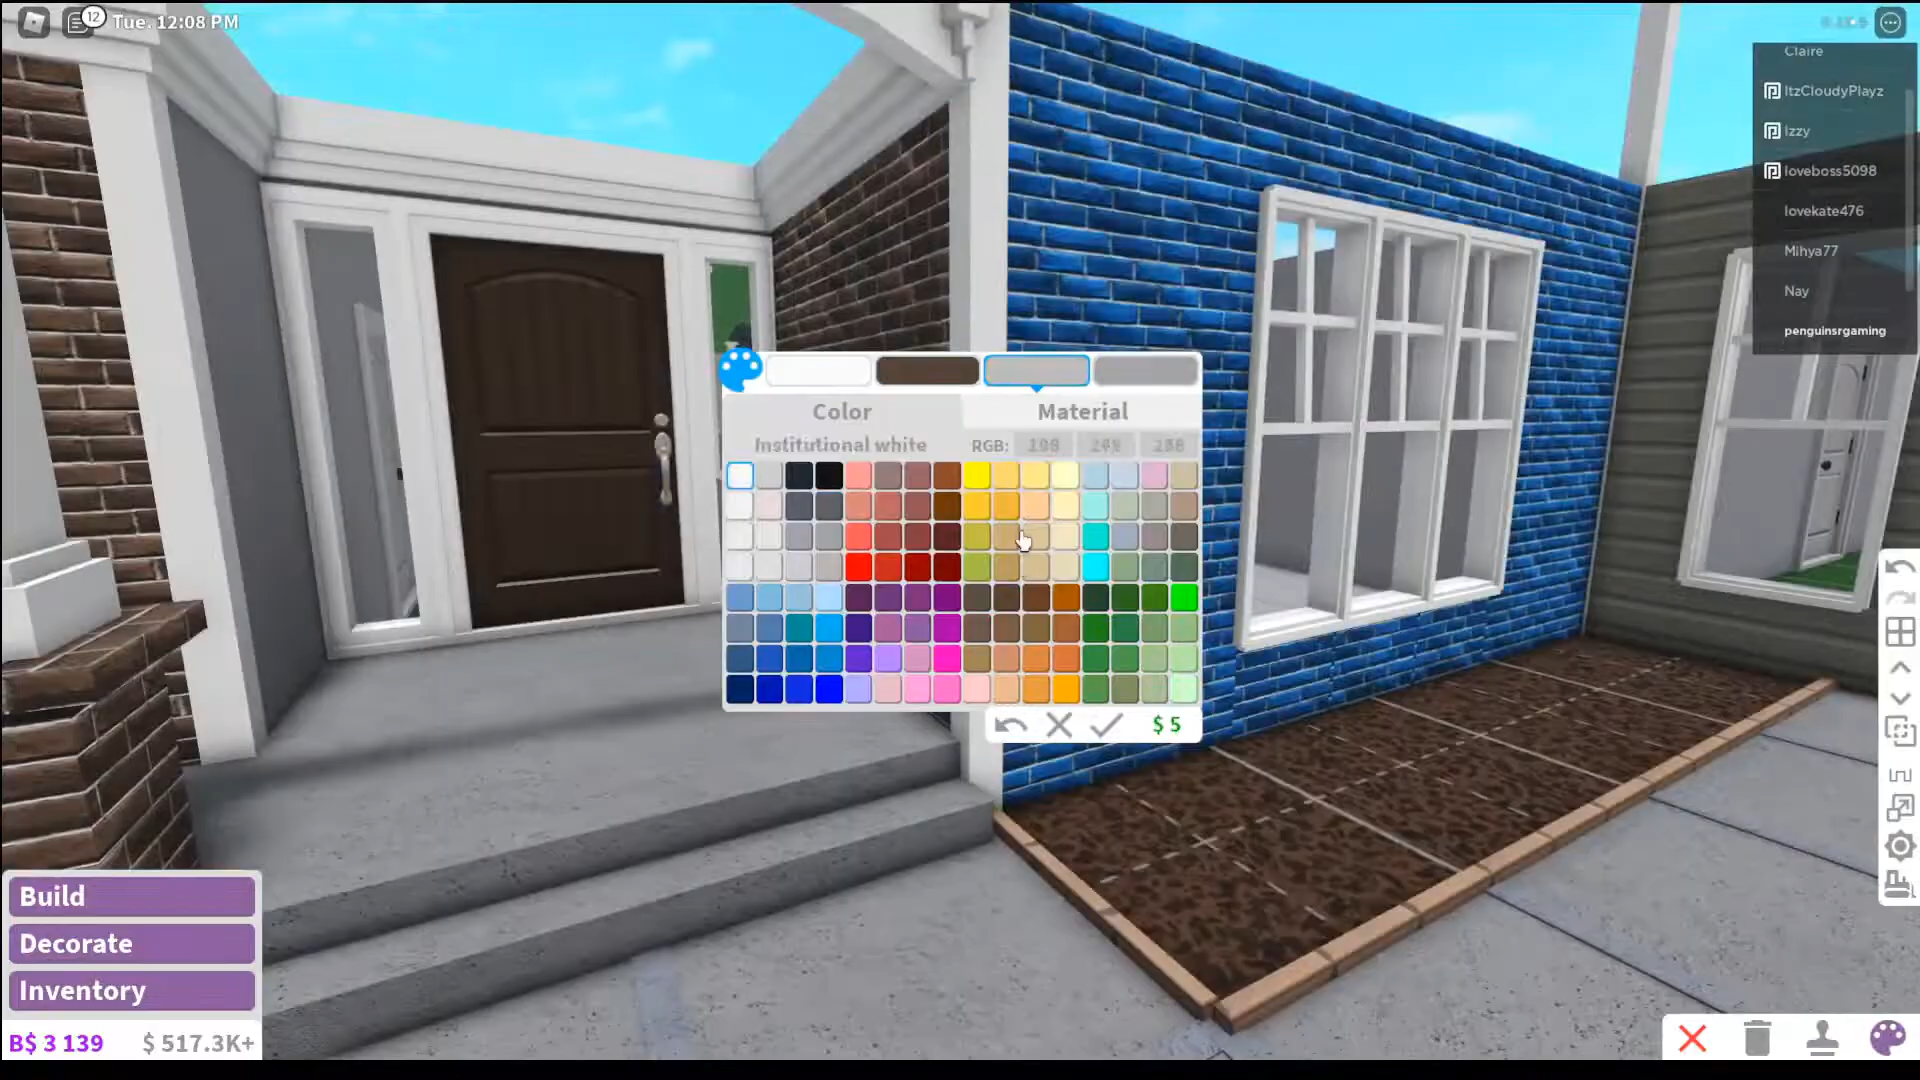 12
Tue. 12:08 PM
Claire
ItzCloudyPlayz
Izzy
loveboss5098
lovekate476
Mihya77
Nay
penguinsrgaming
Color
Material
Institutional white
RGB:
$ 5
Build
Decorate
Inventory
B$ 3 139
$ 517.3K+